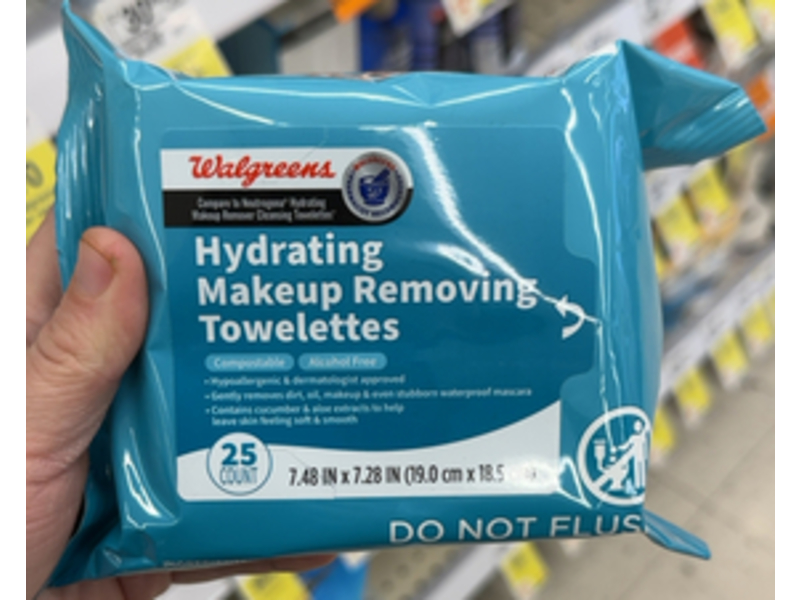 Walgreens
Compare to Neutrogena® Hydrating
Makeup Remover Cleansing Towelettes*
Hydrating
Makeup Removing
Towelettes
Compostable Alcohol Free
• Hypoallergenic & dermatologist approved
• Gently removes dirt, oil, makeup & even stubborn waterproof mascara
• Contains cucumber & aloe extracts to help
leave skin feeling soft & smooth
25
COUNT
7.48 IN x 7.28 IN (19.0 cm x 18.5
DO NOT FLUS